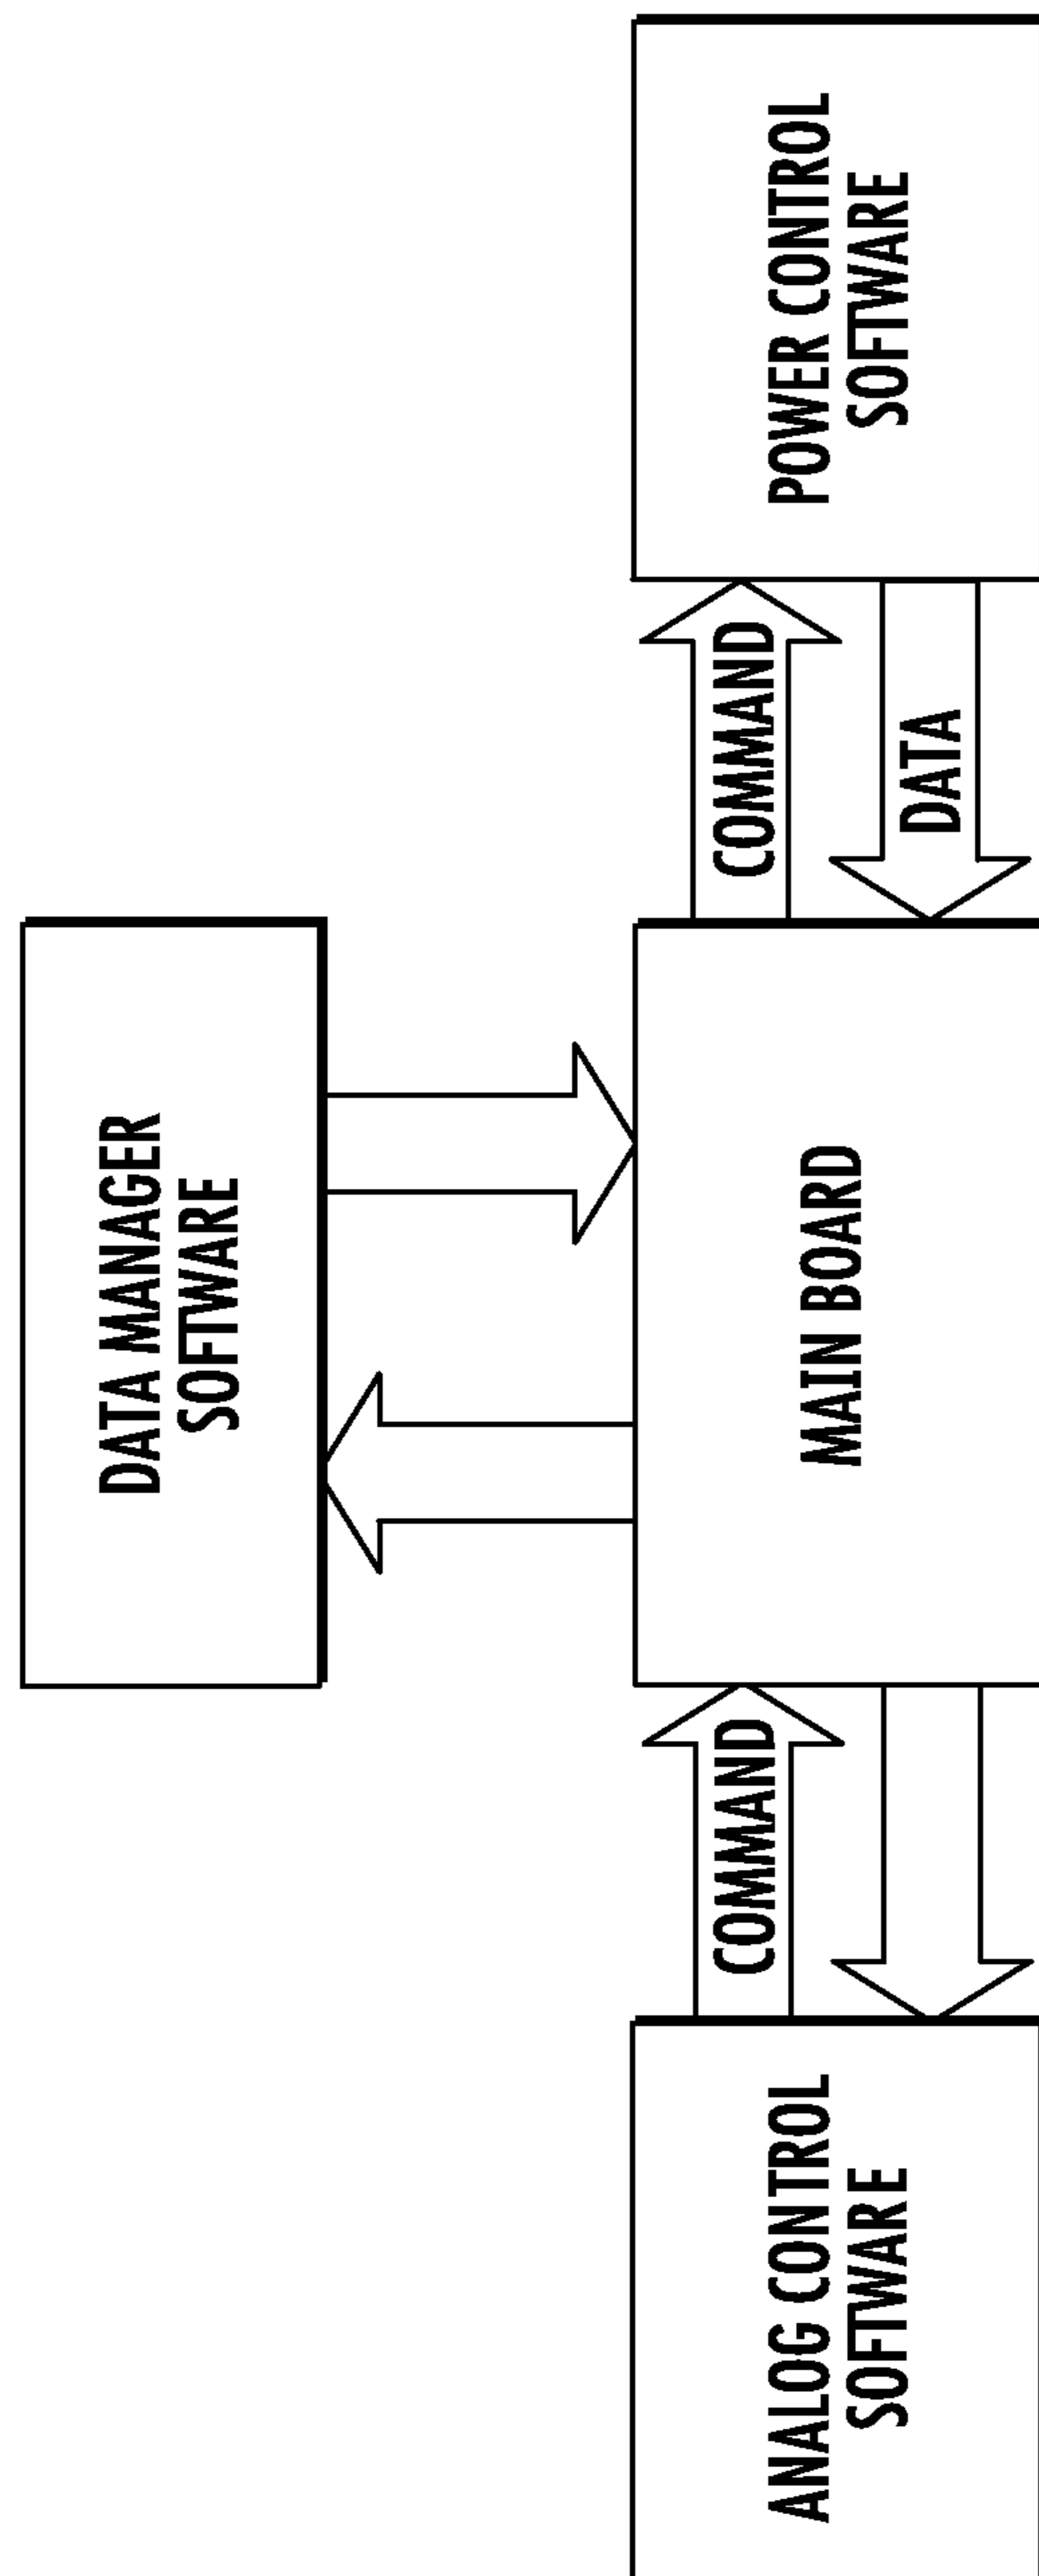 DATA MANAGER
SOFTWARE
ANALOG CONTROL
SOFTWARE
COMMAND
MAIN BOARD
COMMAND
DATA
POWER CONTROL
SOFTWARE